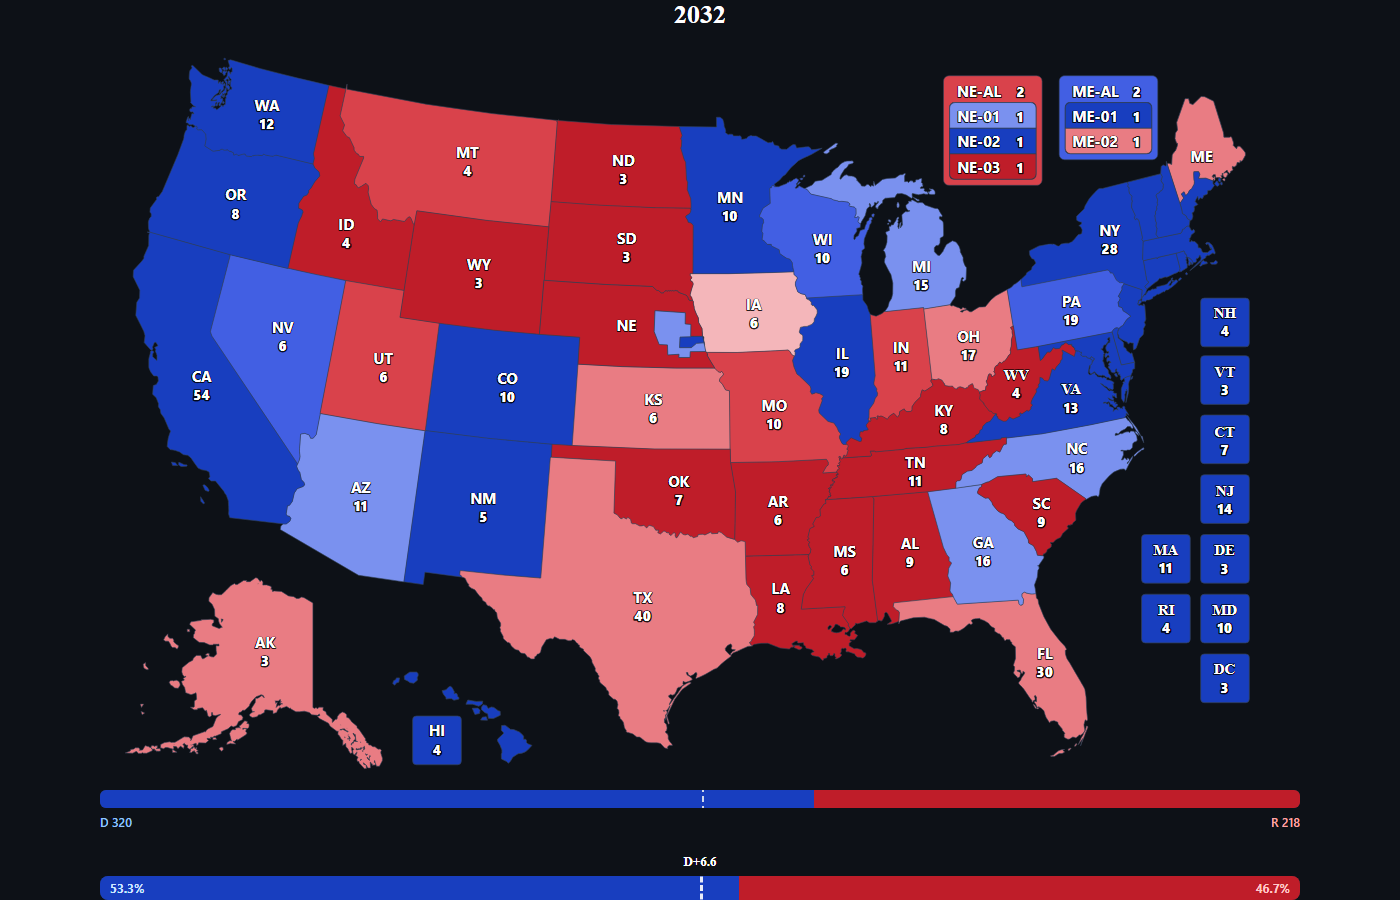 2032
WA
12
OR
8
CA
54
NV
6
ID
4
MT
4
WY
3
UT
6
AZ
11
CO
10
NM
5
ND
3
SD
3
NE
KS
6
OK
7
TX
40
MN
10
IA
6
MO
10
AR
6
LA
8
WI
10
IL
19
MI
15
IN
11
OH
17
KY
8
TN
11
MS
6
AL
9
GA
16
FL
30
SC
9
NC
16
VA
13
WV
4
PA
19
NY
28
ME
AK
3
HI
4
NE-AL 2
NE-01 1
NE-02 1
NE-03 1
ME-AL 2
ME-01 1
ME-02 1
NH
4
VT
3
CT
7
NJ
14
MA
11
DE
3
RI
4
MD
10
DC
3
D 320
R 218
D+6.6
53.3%
46.7%